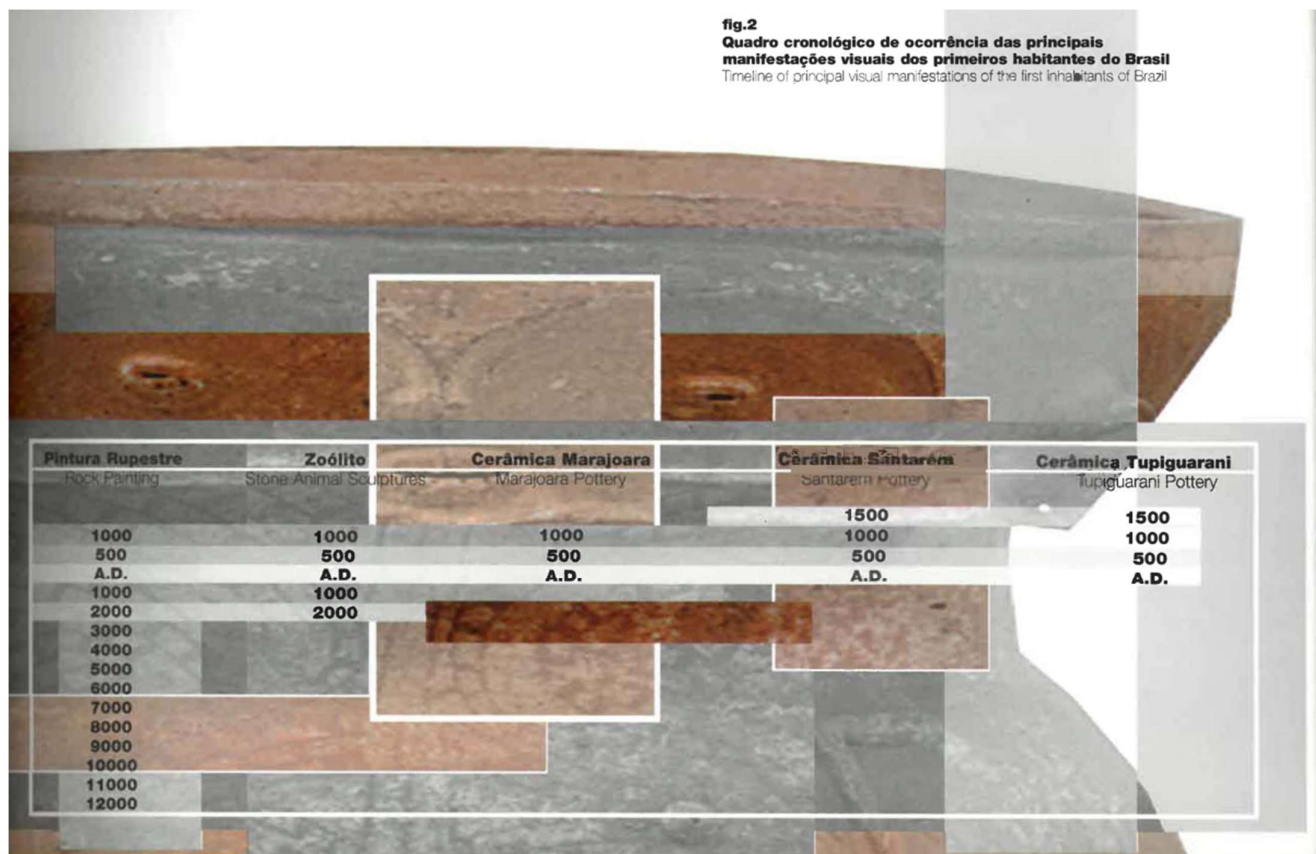 fig.2
Quadro cronológico de ocorrência das principais
manifestações visuais dos primeiros habitantes do Brasil
Timeline of principal visual manifestations of the first inhabitants of Brazil
Pintura Rupestre Zoólito Cerâmica Marajoara Cerâmica Santarém Cerâmica Tupiguarani
Rock Painting Stone Animal Sculptures Marajoara Pottery Santarem Pottery Tupiguarani Pottery
1500 1500
1000 1000 1000 1000 1000
500 500 500 500 500
A.D. A.D. A.D. A.D. A.D.
1000 1000
2000 2000
3000
4000
5000
6000
7000
8000
9000
10000
11000
12000